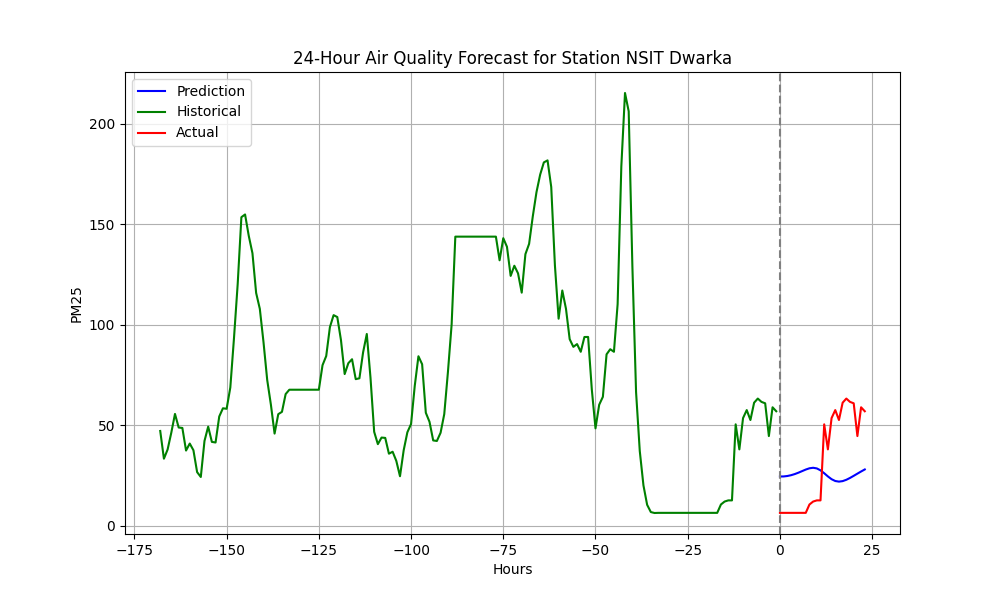 24-Hour Air Quality Forecast for Station NSIT Dwarka
Prediction
Historical
Actual
PM25
200
150
100
50
0
−175 −150 −125 −100 −75 −50 −25 0 25
Hours